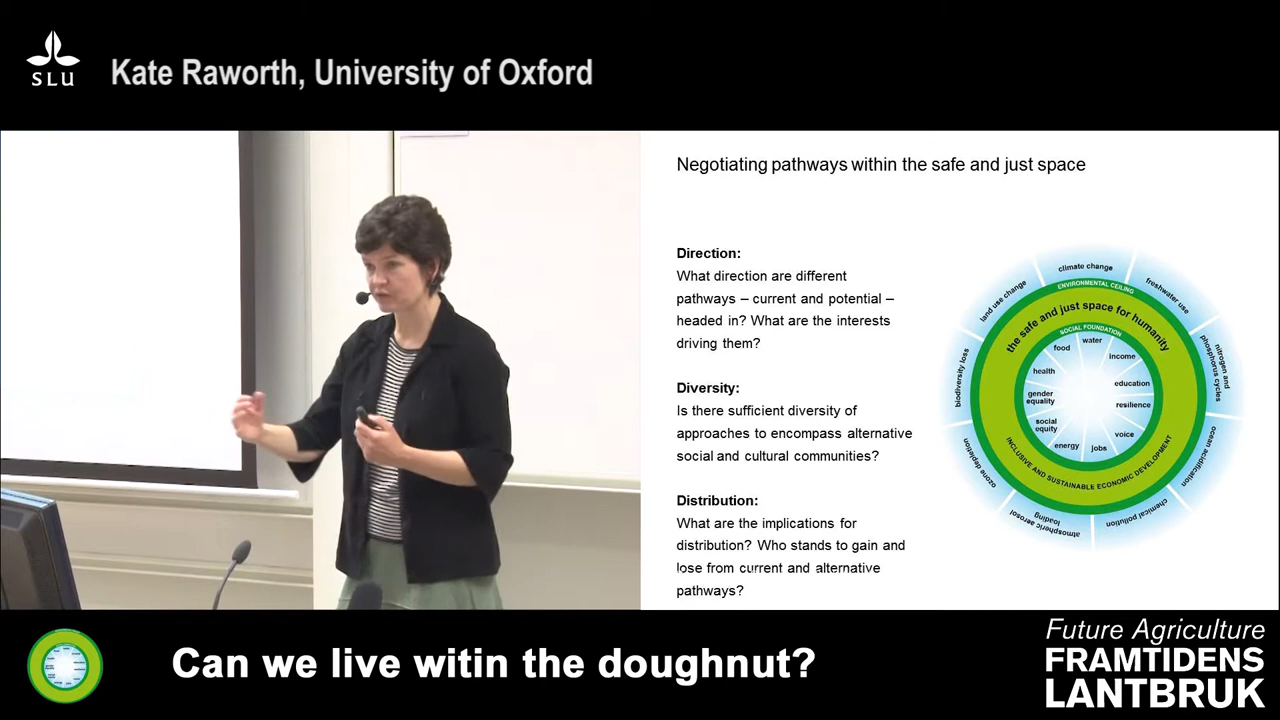 SLU
Kate Raworth, University of Oxford
Negotiating pathways within the safe and just space
Direction:
What direction are different
pathways – current and potential –
headed in? What are the interests
driving them?
Diversity:
Is there sufficient diversity of
approaches to encompass alternative
social and cultural communities?
Distribution:
What are the implications for
distribution? Who stands to gain and
lose from current and alternative
pathways?
climate change
freshwater use
nitrogen and
phosphorus cycles
ocean acidification
chemical pollution
atmospheric aerosol
loading
ozone depletion
biodiversity loss
land use change
ENVIRONMENTAL CEILING
the safe and just space for humanity
SOCIAL FOUNDATION
water
income
education
resilience
voice
jobs
energy
social
equity
gender
equality
health
food
INCLUSIVE AND SUSTAINABLE ECONOMIC DEVELOPMENT
Can we live witin the doughnut?
Future Agriculture
FRAMTIDENS
LANTBRUK